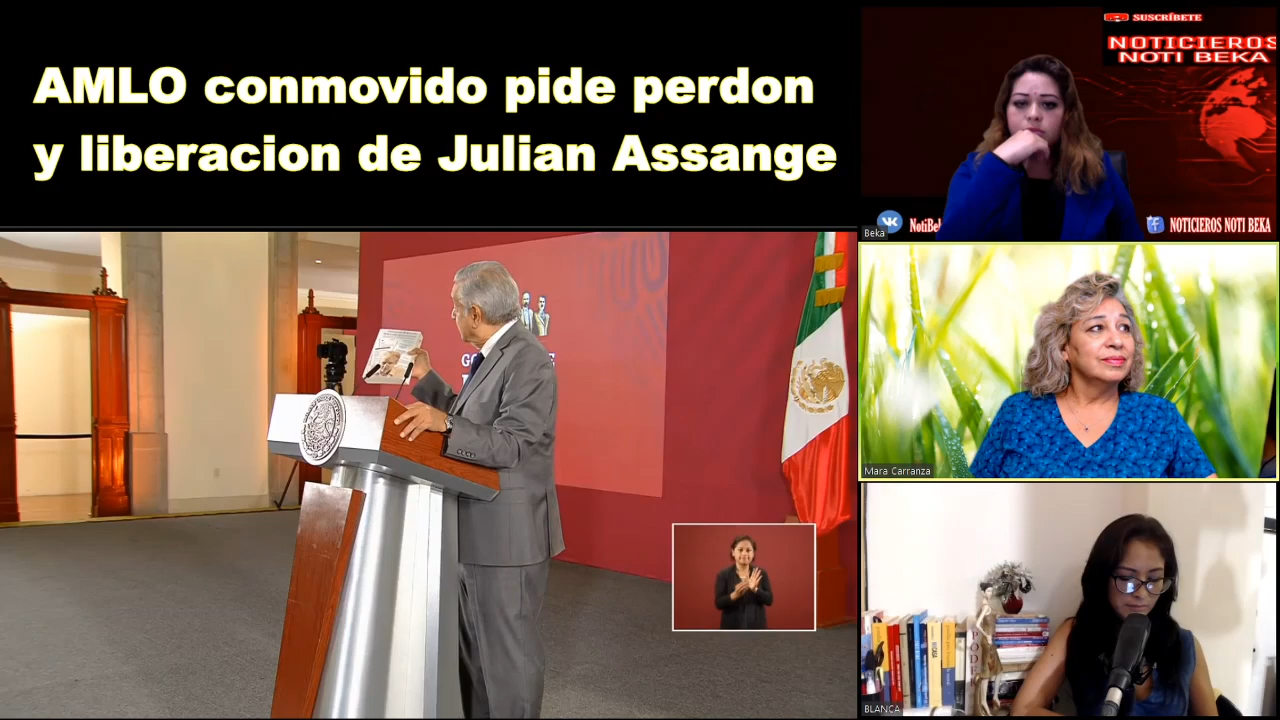 AMLO conmovido pide perdon
y liberacion de Julian Assange
SUSCRÍBETE
NOTICIEROS
NOTI BEKA
NotiBek
NOTICIEROS NOTI BEKA
Beka
Mara Carranza
BLANCA